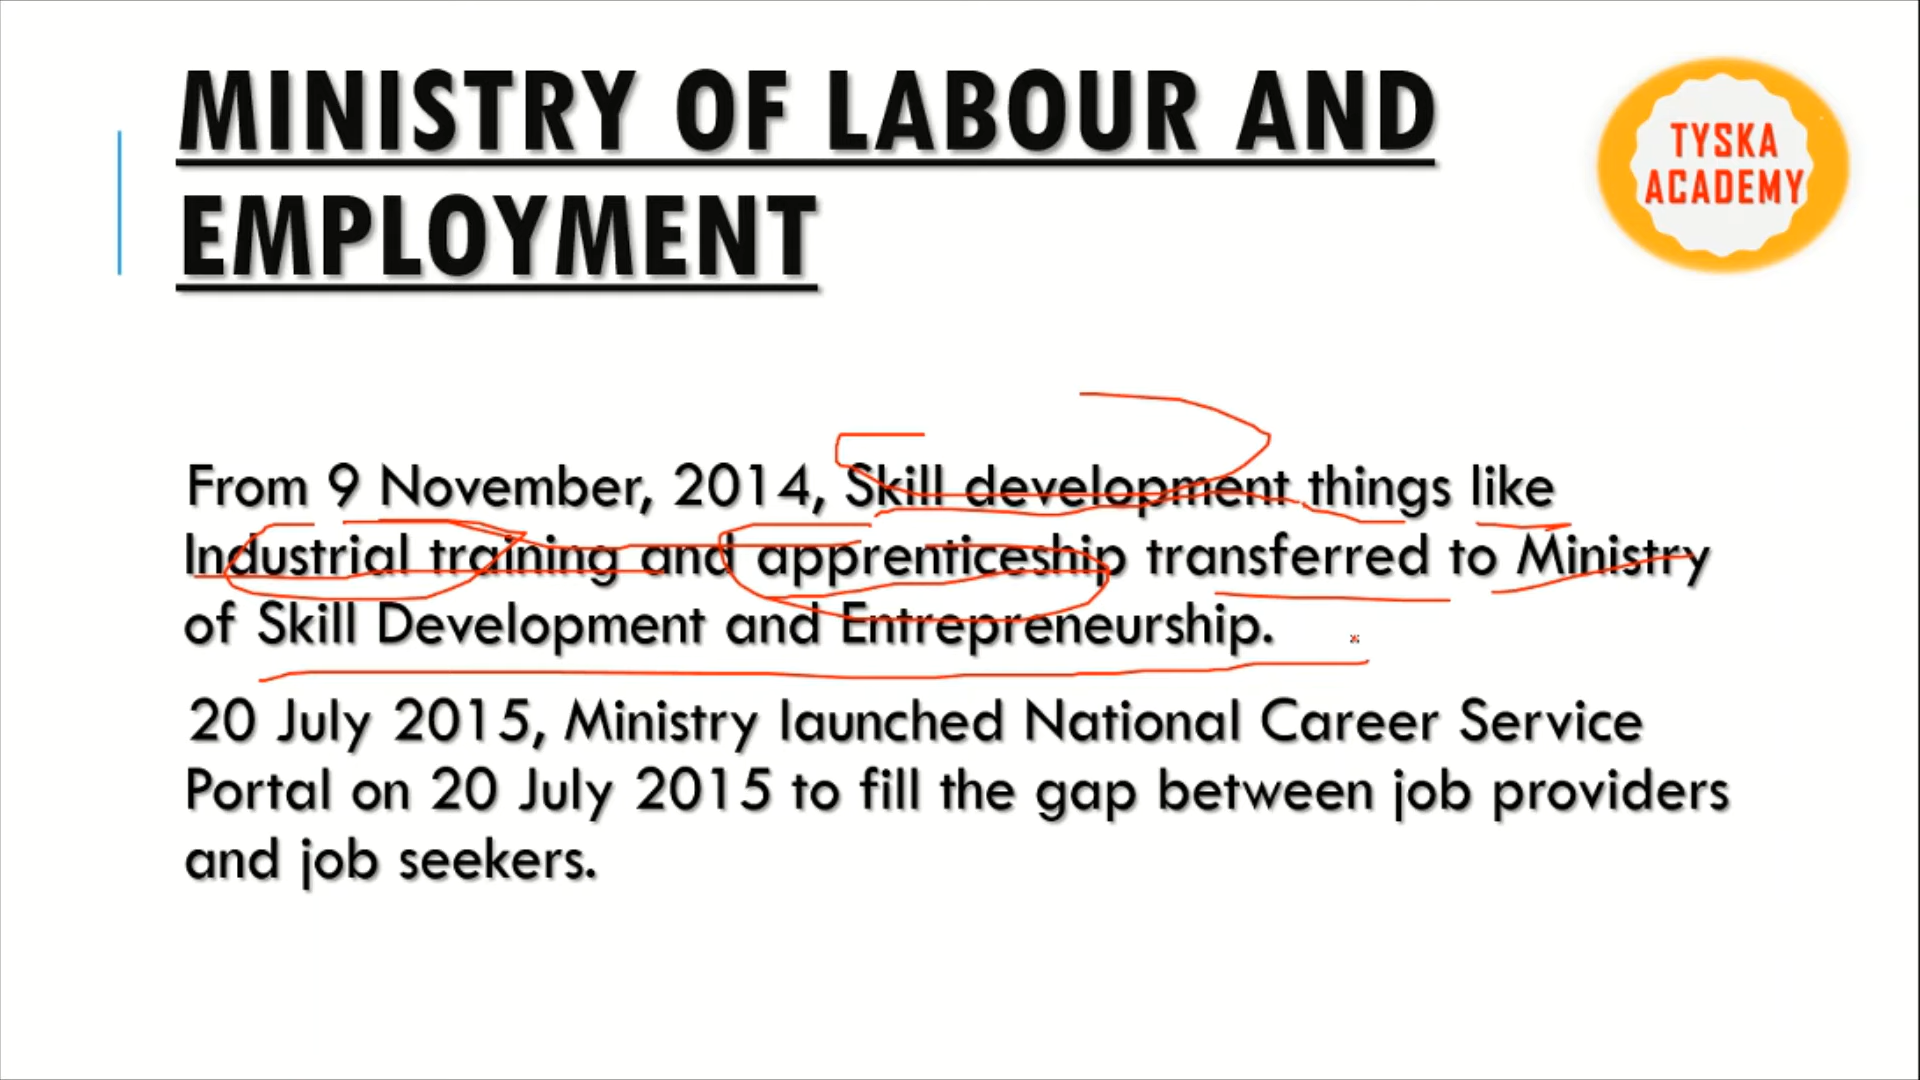 MINISTRY OF LABOUR AND
EMPLOYMENT
TYSKA
ACADEMY
From 9 November, 2014, Skill development things like
Industrial training and apprenticeship transferred to Ministry
of Skill Development and Entrepreneurship.
20 July 2015, Ministry launched National Career Service
Portal on 20 July 2015 to fill the gap between job providers
and job seekers.